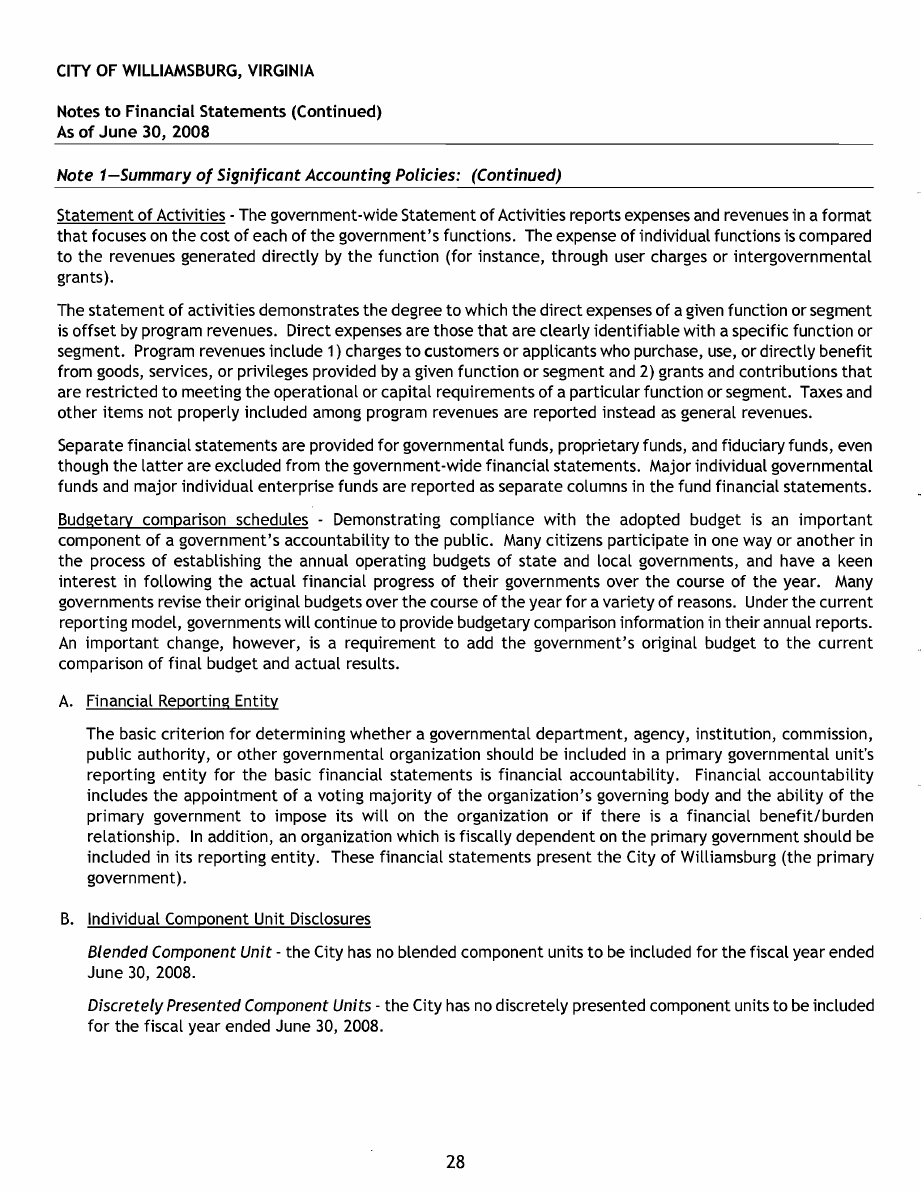 CITY OF WILLIAMSBURG, VIRGINIA
Notes to Financial Statements (Continued)
As of June 30, 2008
Note 1—Summary of Significant Accounting Policies: (Continued)
Statement of Activities - The government-wide Statement of Activities reports expenses and revenues in a format
that focuses on the cost of each of the government's functions. The expense of individual functions is compared
to the revenues generated directly by the function (for instance, through user charges or intergovernmental
grants).
The statement of activities demonstrates the degree to which the direct expenses of a given function or segment
is offset by program revenues. Direct expenses are those that are clearly identifiable with a specific function or
segment. Program revenues include 1) charges to customers or applicants who purchase, use, or directly benefit
from goods, services, or privileges provided by a given function or segment and 2) grants and contributions that
are restricted to meeting the operational or capital requirements of a particular function or segment. Taxes and
other items not properly included among program revenues are reported instead as general revenues.
Separate financial statements are provided for governmental funds, proprietary funds, and fiduciary funds, even
though the latter are excluded from the government-wide financial statements. Major individual governmental
funds and major individual enterprise funds are reported as separate columns in the fund financial statements.
Budgetary comparison schedules - Demonstrating compliance with the adopted budget is an important
component of a government's accountability to the public. Many citizens participate in one way or another in
the process of establishing the annual operating budgets of state and local governments, and have a keen
interest in following the actual financial progress of their governments over the course of the year. Many
governments revise their original budgets over the course of the year for a variety of reasons. Under the current
reporting model, governments will continue to provide budgetary comparison information in their annual reports.
An important change, however, is a requirement to add the government's original budget to the current
comparison of final budget and actual results.
A. Financial Reporting Entity
The basic criterion for determining whether a governmental department, agency, institution, commission,
public authority, or other governmental organization should be included in a primary governmental unit's
reporting entity for the basic financial statements is financial accountability. Financial accountability
includes the appointment of a voting majority of the organization's governing body and the ability of the
primary government to impose its will on the organization or if there is a financial benefit/burden
relationship. In addition, an organization which is fiscally dependent on the primary government should be
included in its reporting entity. These financial statements present the City of Williamsburg (the primary
government).
B. Individual Component Unit Disclosures
Blended Component Unit - the City has no blended component units to be included for the fiscal year ended
June 30, 2008.
Discretely Presented Component Units - the City has no discretely presented component units to be included
for the fiscal year ended June 30, 2008.
28